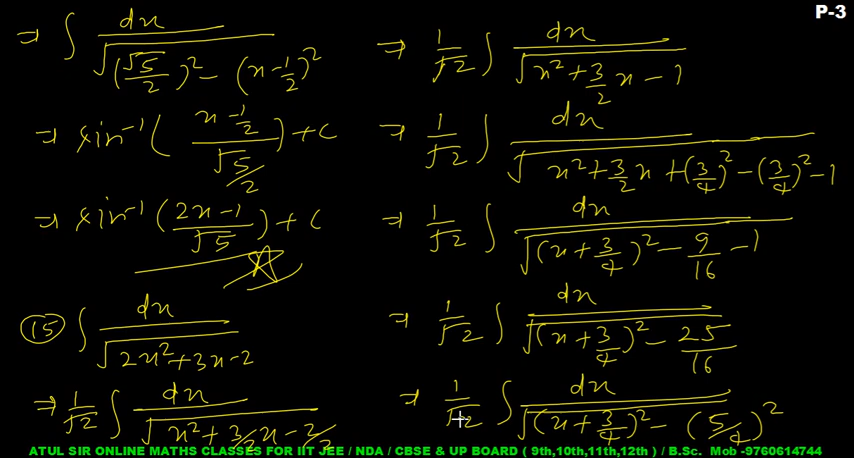 P-3
⇒ ∫ dx / √((√5/2)² − (x − 1/2)²)
⇒ sin⁻¹( (x − 1/2) / (√5/2) ) + c
⇒ sin⁻¹( (2x − 1) / √5 ) + c
(15) ∫ dx / √(2x² + 3x − 2)
⇒ 1/√2 ∫ dx / √(x² + 3/2 x − 2/2)
⇒ 1/√2 ∫ dx / √(x² + 3/2 x − 1)
⇒ 1/√2 ∫ dx / √(x² + 3/2 x + (3/4)² − (3/4)² − 1)
⇒ 1/√2 ∫ dx / √((x + 3/4)² − 9/16 − 1)
⇒ 1/√2 ∫ dx / √((x + 3/4)² − 25/16)
⇒ 1/√2 ∫ dx / √((x + 3/4)² − (5/4)²)
ATUL SIR ONLINE MATHS CLASSES FOR IIT JEE / NDA / CBSE & UP BOARD ( 9th,10th,11th,12th ) / B.Sc. Mob -9760614744